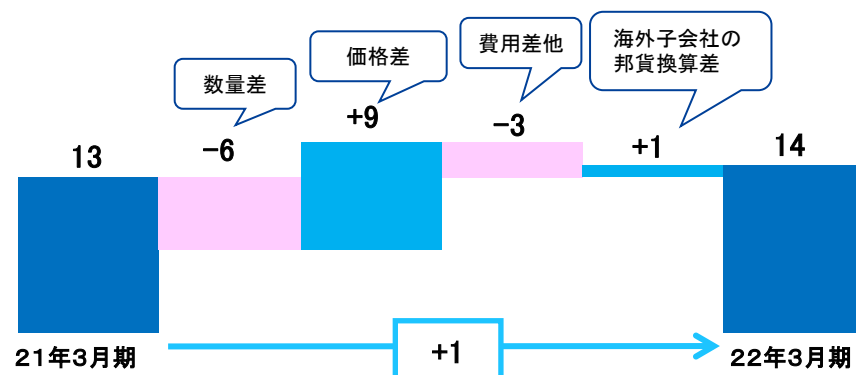 数量差
価格差
費用差他
海外子会社の
邦貨換算差
13
−6
+9
−3
+1
14
21年3月期
+1
22年3月期